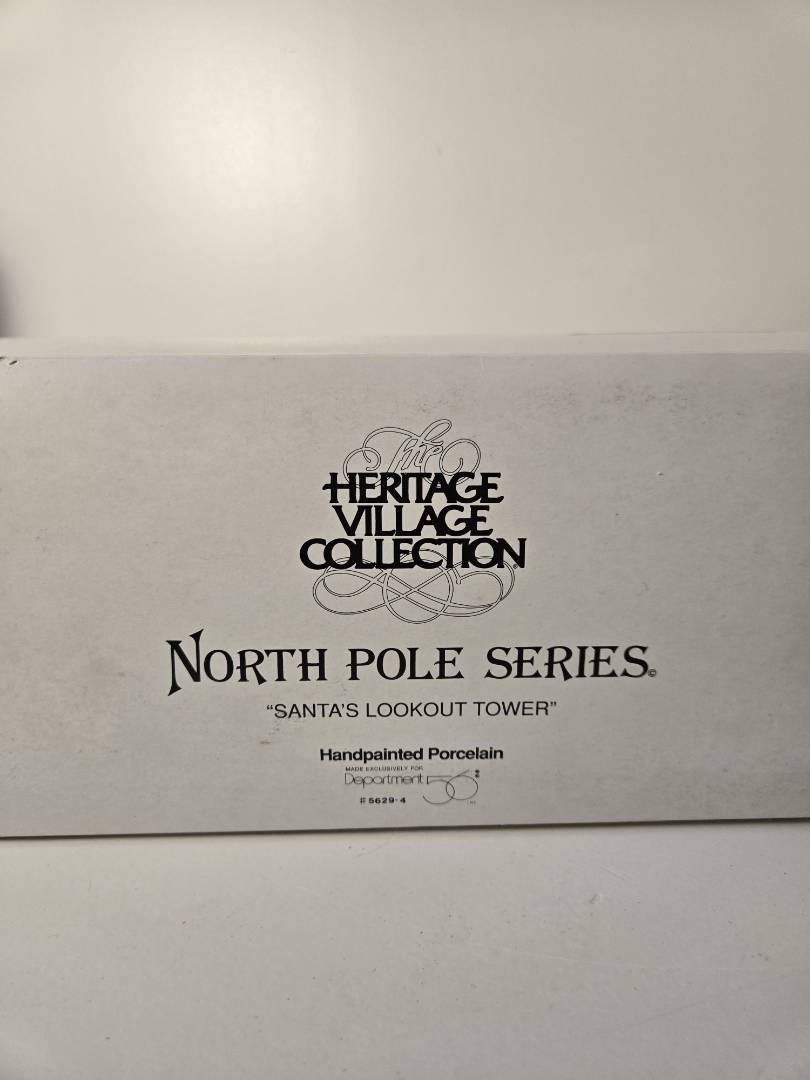 The
HERITAGE
VILLAGE
COLLECTION®
NORTH POLE SERIES©
“SANTA’S LOOKOUT TOWER”
Handpainted Porcelain
MADE EXCLUSIVELY FOR
Department 56®
INC
#5629-4